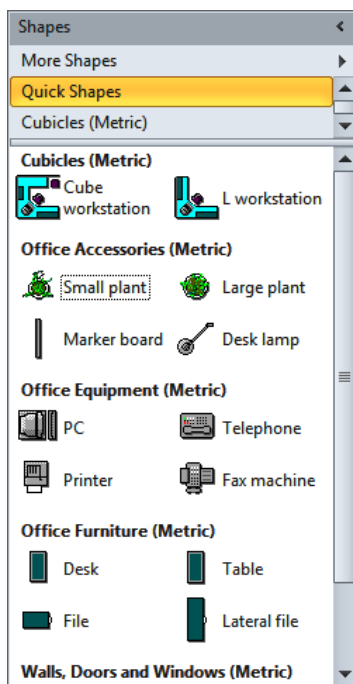 Shapes
More Shapes
Quick Shapes
Cubicles (Metric)
Cubicles (Metric)
Cube workstation
L workstation
Office Accessories (Metric)
Small plant
Large plant
Marker board
Desk lamp
Office Equipment (Metric)
PC
Telephone
Printer
Fax machine
Office Furniture (Metric)
Desk
Table
File
Lateral file
Walls, Doors and Windows (Metric)